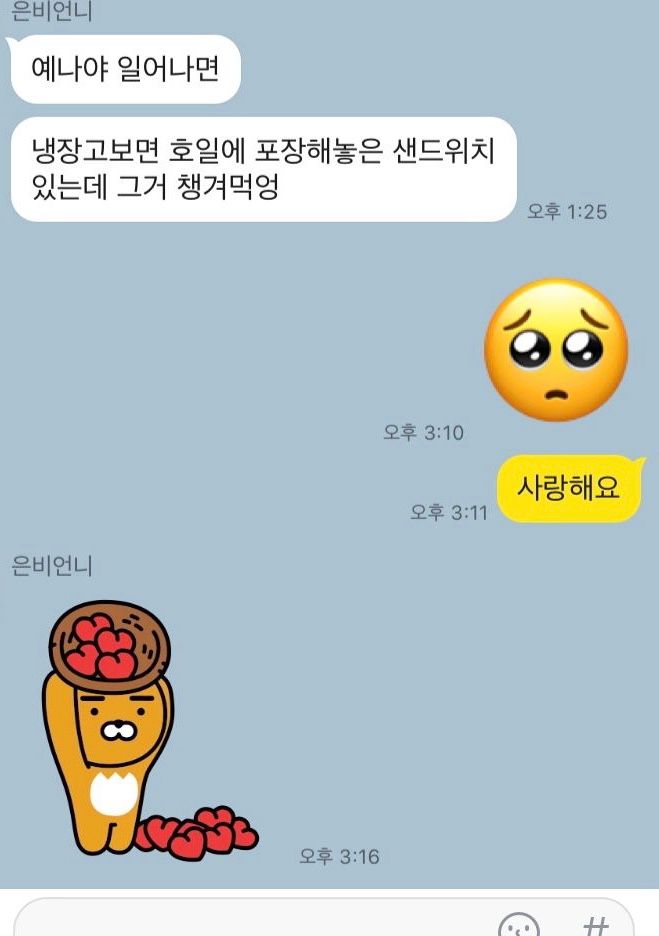 은비언니
예나야 일어나면
냉장고보면 호일에 포장해놓은 샌드위치
있는데 그거 챙겨먹엉
오후 1:25
오후 3:10
사랑해요
오후 3:11
은비언니
오후 3:16
#